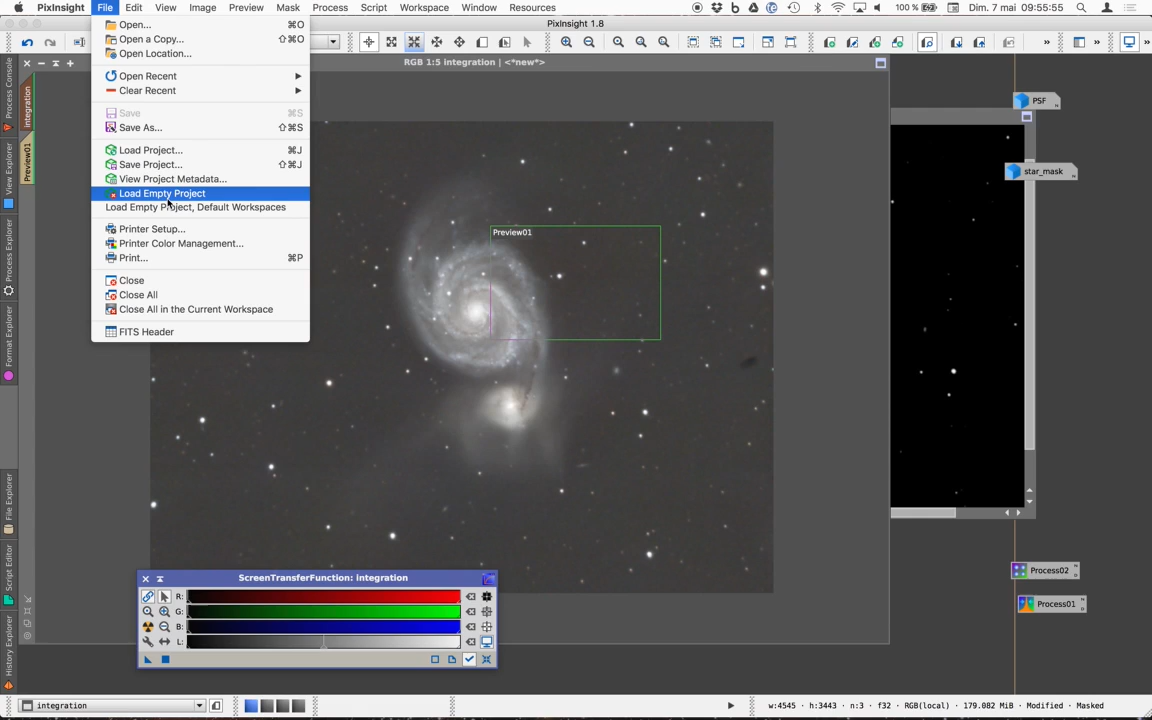 PixInsight File Edit View Image Preview Mask Process Script Workspace Window Resources 100 % Dim. 7 mai 09:55:55
PixInsight 1.8
RGB 1:5 integration | <*new*>
Open... ⌘O
Open a Copy... ⇧⌘O
Open Location...
Open Recent
Clear Recent
Save ⌘S
Save As... ⇧⌘S
Load Project... ⌘J
Save Project... ⇧⌘J
View Project Metadata...
Load Empty Project
Load Empty Project, Default Workspaces
Printer Setup...
Printer Color Management...
Print... ⌘P
Close
Close All
Close All in the Current Workspace
FITS Header
Process Console
View Explorer
Process Explorer
Format Explorer
File Explorer
Script Editor
History Explorer
integration
Preview01
Preview01
PSF
star_mask
Process02
Process01
ScreenTransferFunction: integration
R:
G:
B:
L:
integration
w:4545 · h:3443 · n:3 · f32 · RGB(local) · 179.082 MiB · Modified · Masked